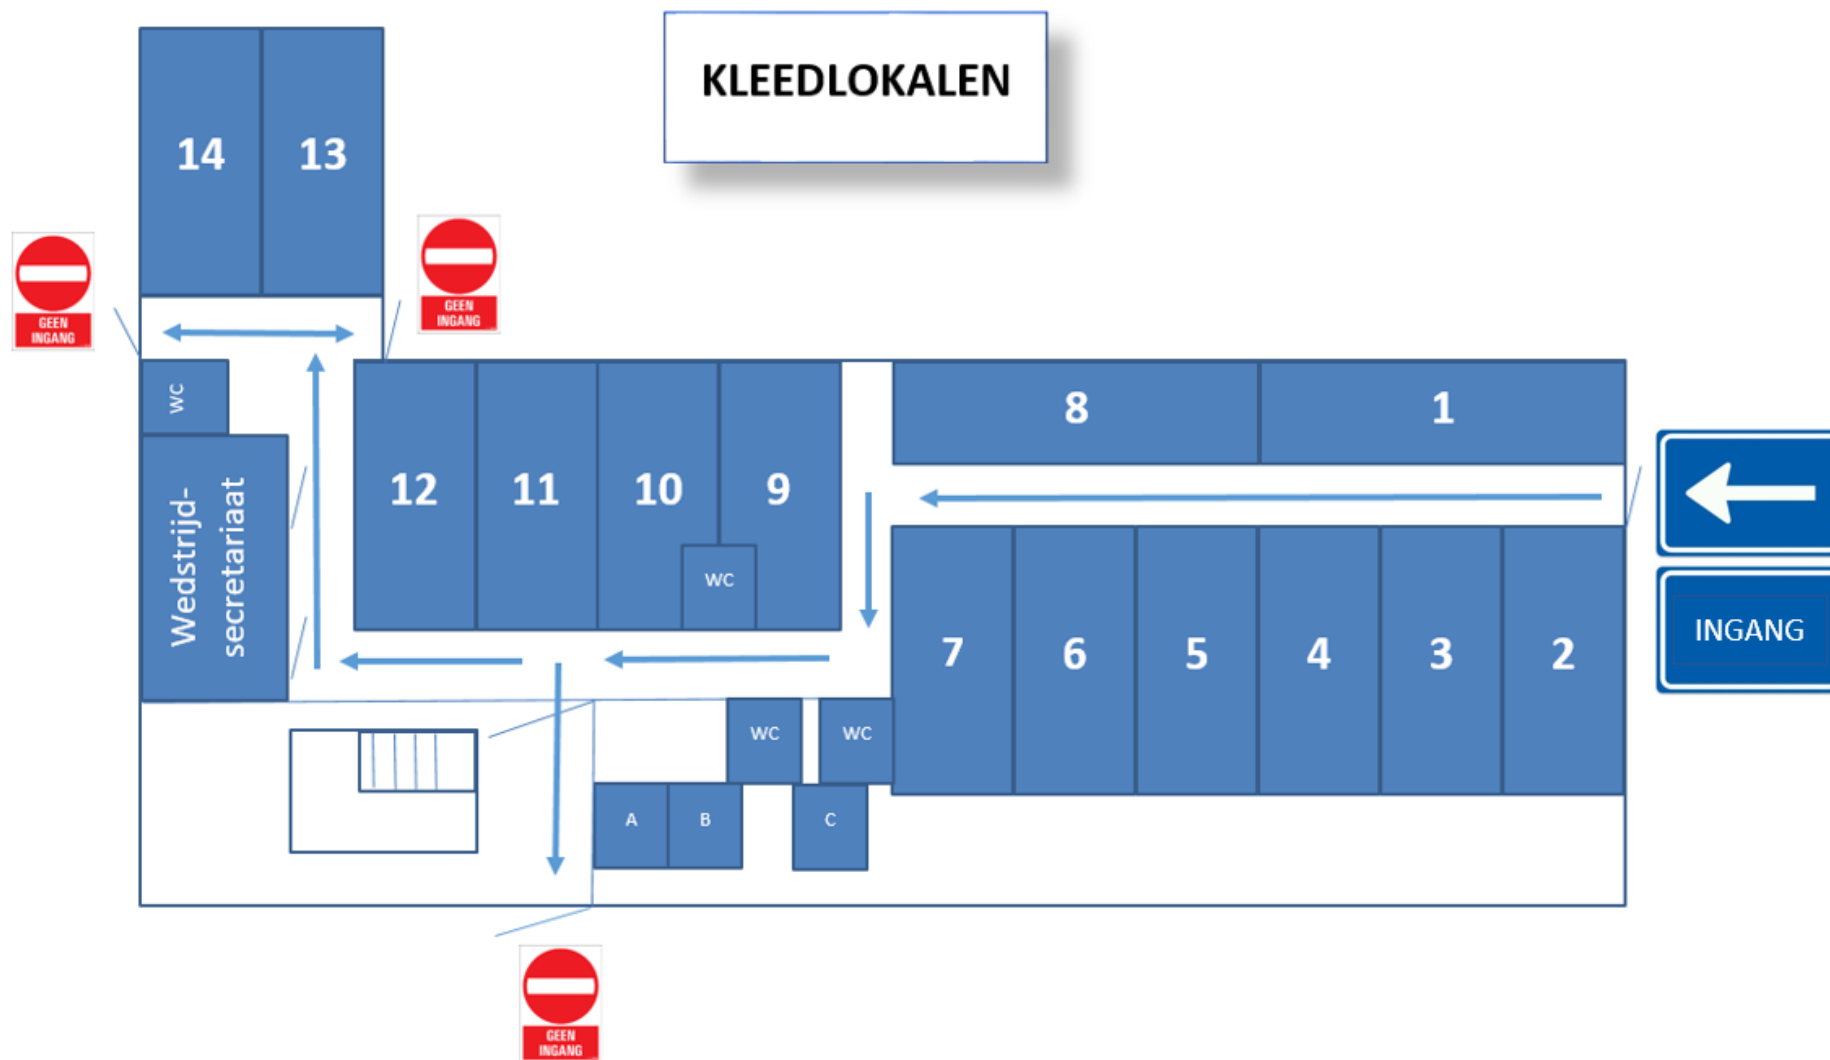 KLEEDLOKALEN
14
13
GEEN
INGANG
GEEN
INGANG
WC
Wedstrijd-
secretariaat
12
11
10
9
WC
8
1
INGANG
7
6
5
4
3
2
WC
WC
A
B
C
GEEN
INGANG